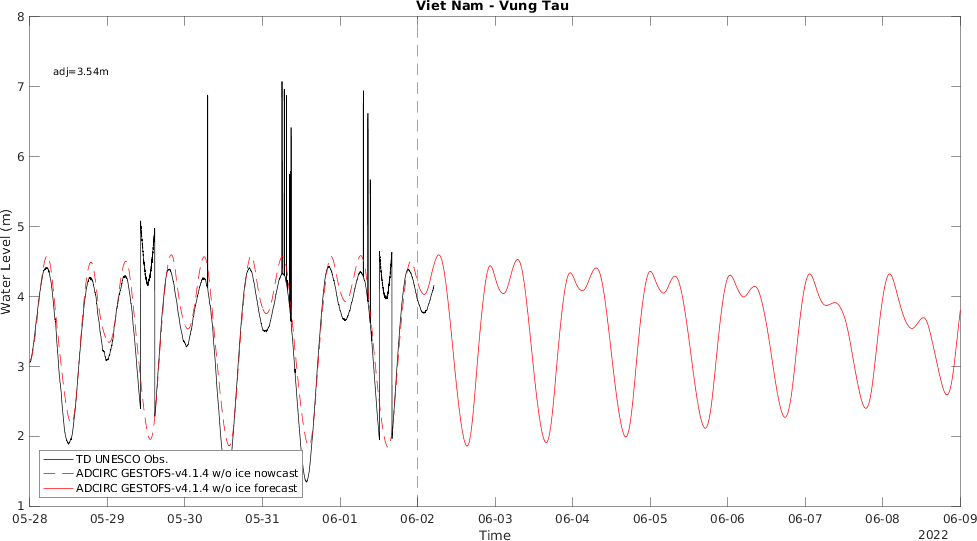 Viet Nam - Vung Tau
8
adj=3.54m
7
6
5
4
3
2
1
Water Level (m)
TD UNESCO Obs.
ADCIRC GESTOFS-v4.1.4 w/o ice nowcast
ADCIRC GESTOFS-v4.1.4 w/o ice forecast
05-28 05-29 05-30 05-31 06-01 06-02 06-03 06-04 06-05 06-06 06-07 06-08 06-09
Time
2022